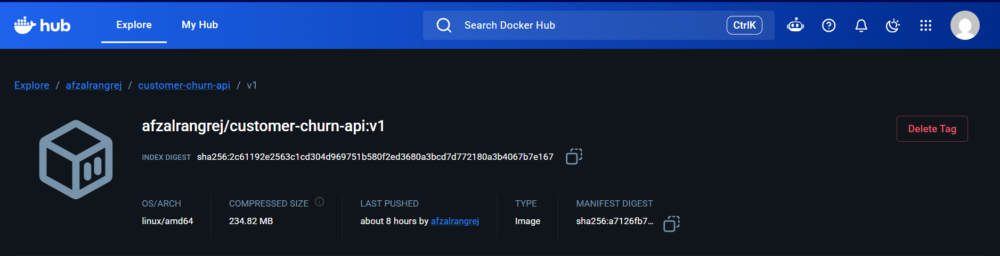 hub Explore My Hub Search Docker Hub CtrlK
Explore / afzalrangrej / customer-churn-api / v1
afzalrangrej/customer-churn-api:v1
Delete Tag
INDEX DIGEST sha256:2c61192e2563c1cd304d969751b580f2ed3680a3bcd7d772180a3b4067b7e167
OS/ARCH COMPRESSED SIZE LAST PUSHED TYPE MANIFEST DIGEST
linux/amd64 234.82 MB about 8 hours by afzalrangrej Image sha256:a7126fb7...